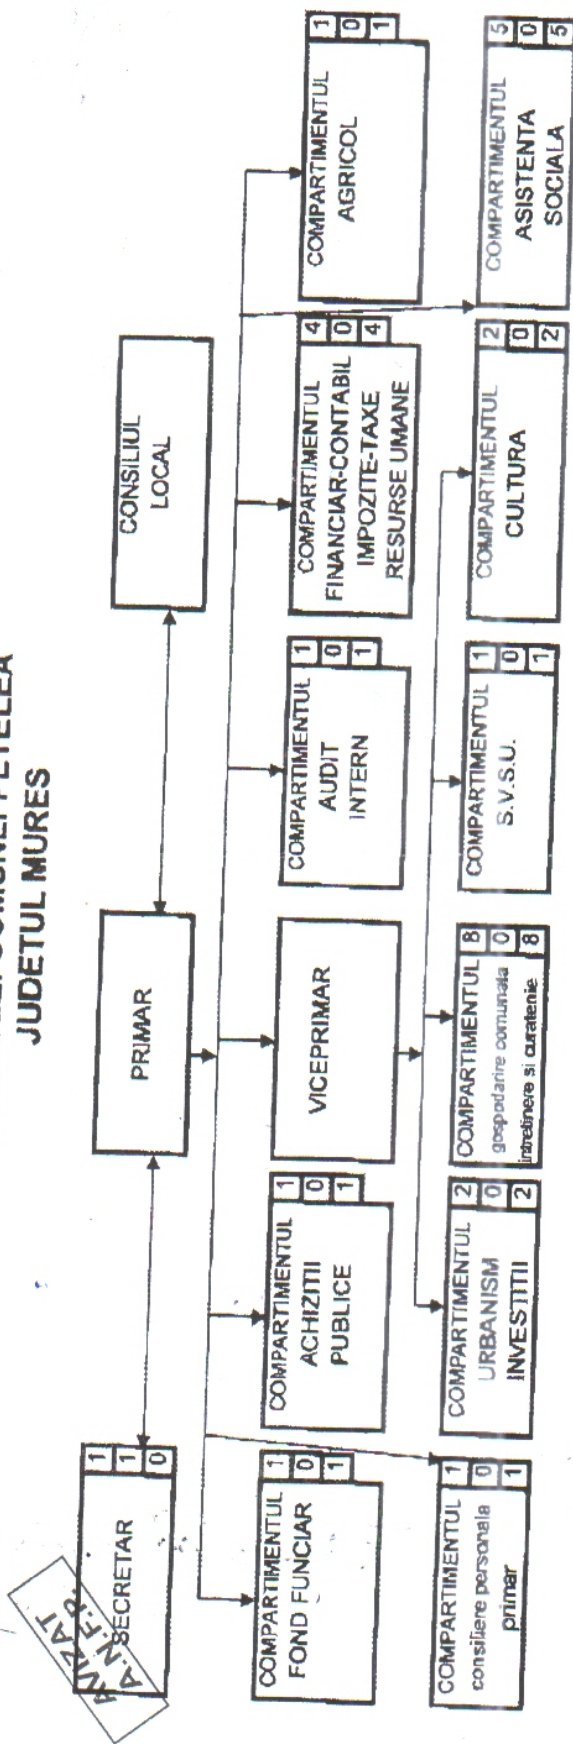 JUDETUL MURES
AVIZAT
A.N.F.P.
SECRETAR
1
1
0
PRIMAR
CONSILIUL
LOCAL
COMPARTIMENTUL
FOND FUNCIAR
1
0
1
COMPARTIMENTUL
ACHIZITII
PUBLICE
1
0
1
VICEPRIMAR
COMPARTIMENTUL
AUDIT
INTERN
1
0
1
COMPARTIMENTUL
FINANCIAR-CONTABIL
IMPOZITE-TAXE
RESURSE UMANE
4
0
4
COMPARTIMENTUL
AGRICOL
1
0
1
COMPARTIMENTUL
consiliere personala
primar
1
0
1
COMPARTIMENTUL
URBANISM
INVESTITII
2
0
2
COMPARTIMENTUL
gospodarire comunala
intretinere si curatenie
8
0
8
COMPARTIMENTUL
S.V.S.U.
1
0
1
COMPARTIMENTUL
CULTURA
2
0
2
COMPARTIMENTUL
ASISTENTA
SOCIALA
5
0
5